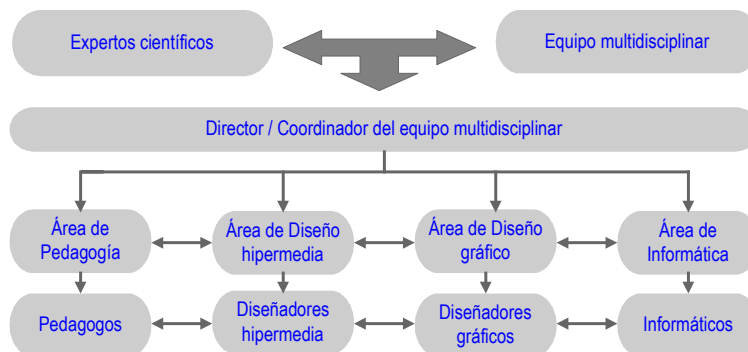 Expertos científicos
Equipo multidisciplinar
Director / Coordinador del equipo multidisciplinar
Área de
Pedagogía
Área de Diseño
hipermedia
Área de Diseño
gráfico
Área de
Informática
Pedagogos
Diseñadores
hipermedia
Diseñadores
gráficos
Informáticos